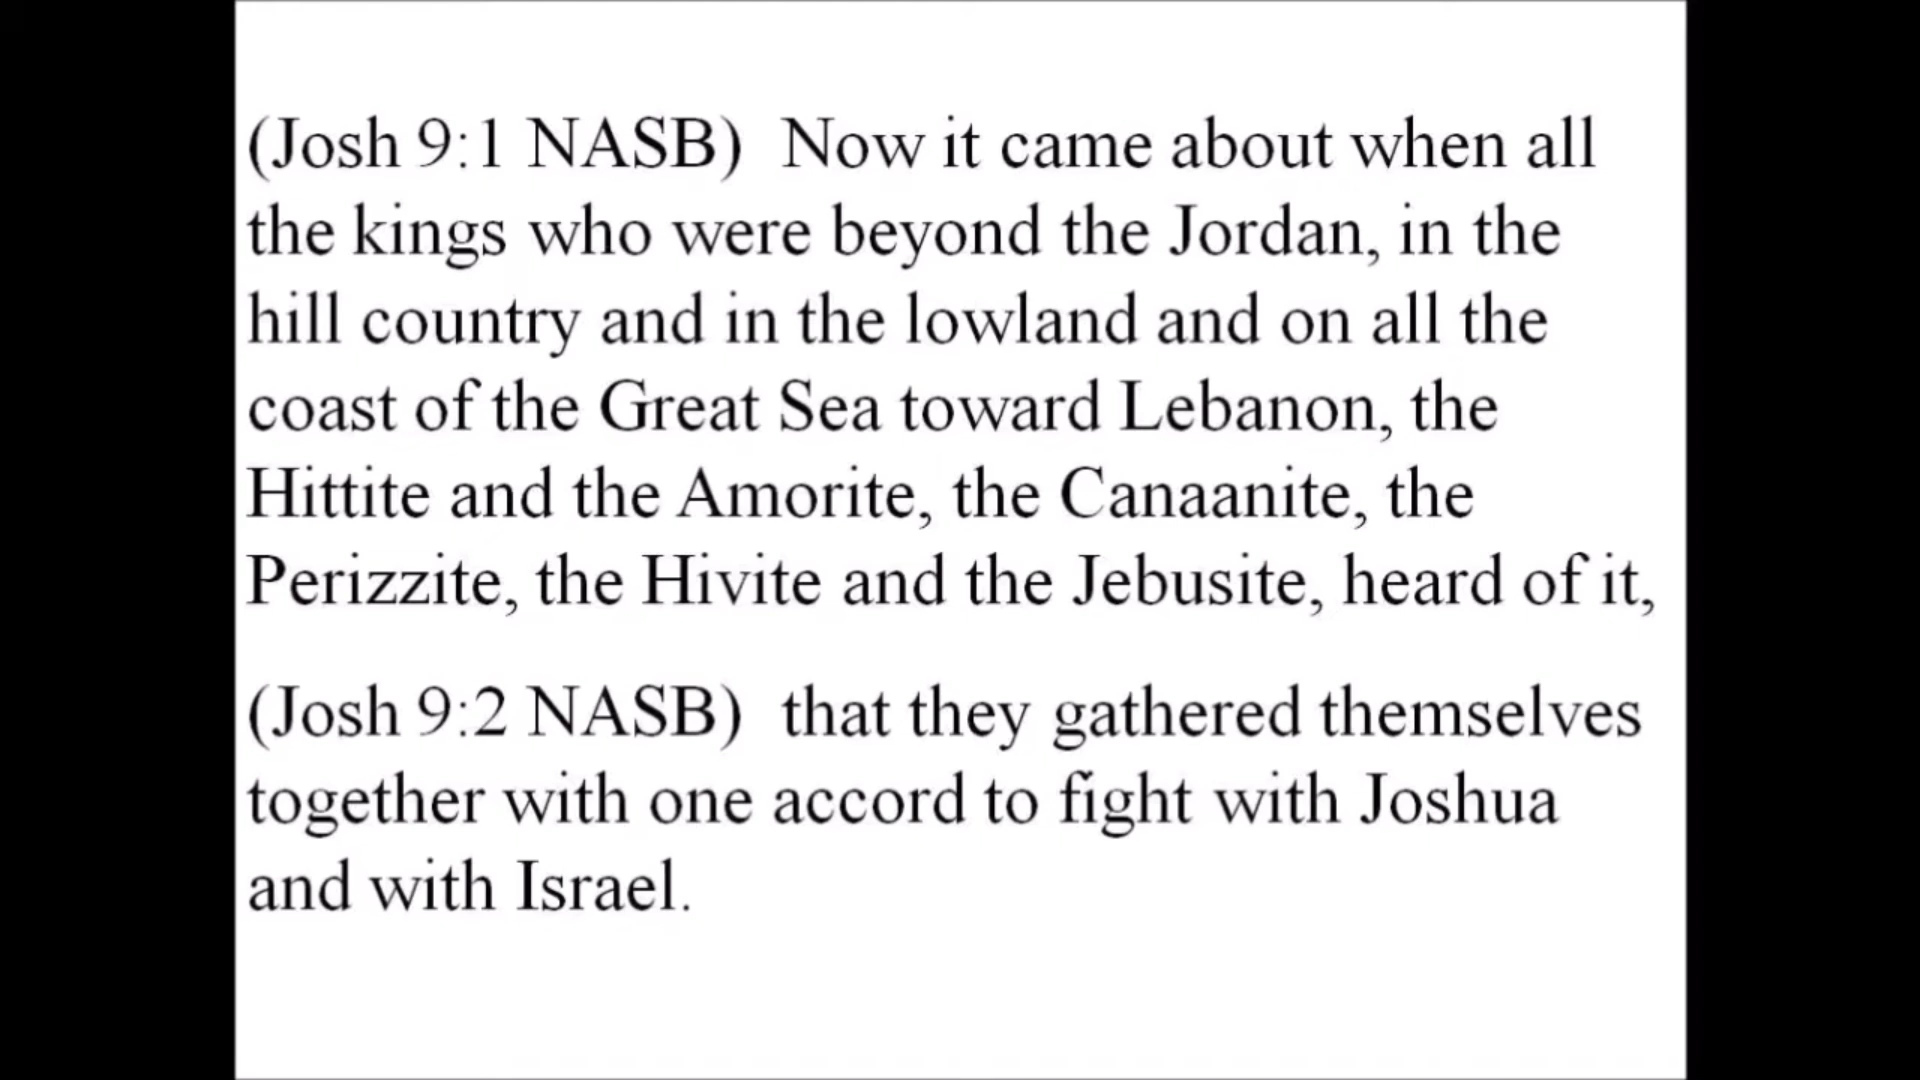 (Josh 9:1 NASB)  Now it came about when all
the kings who were beyond the Jordan, in the
hill country and in the lowland and on all the
coast of the Great Sea toward Lebanon, the
Hittite and the Amorite, the Canaanite, the
Perizzite, the Hivite and the Jebusite, heard of it,
(Josh 9:2 NASB)  that they gathered themselves
together with one accord to fight with Joshua
and with Israel.